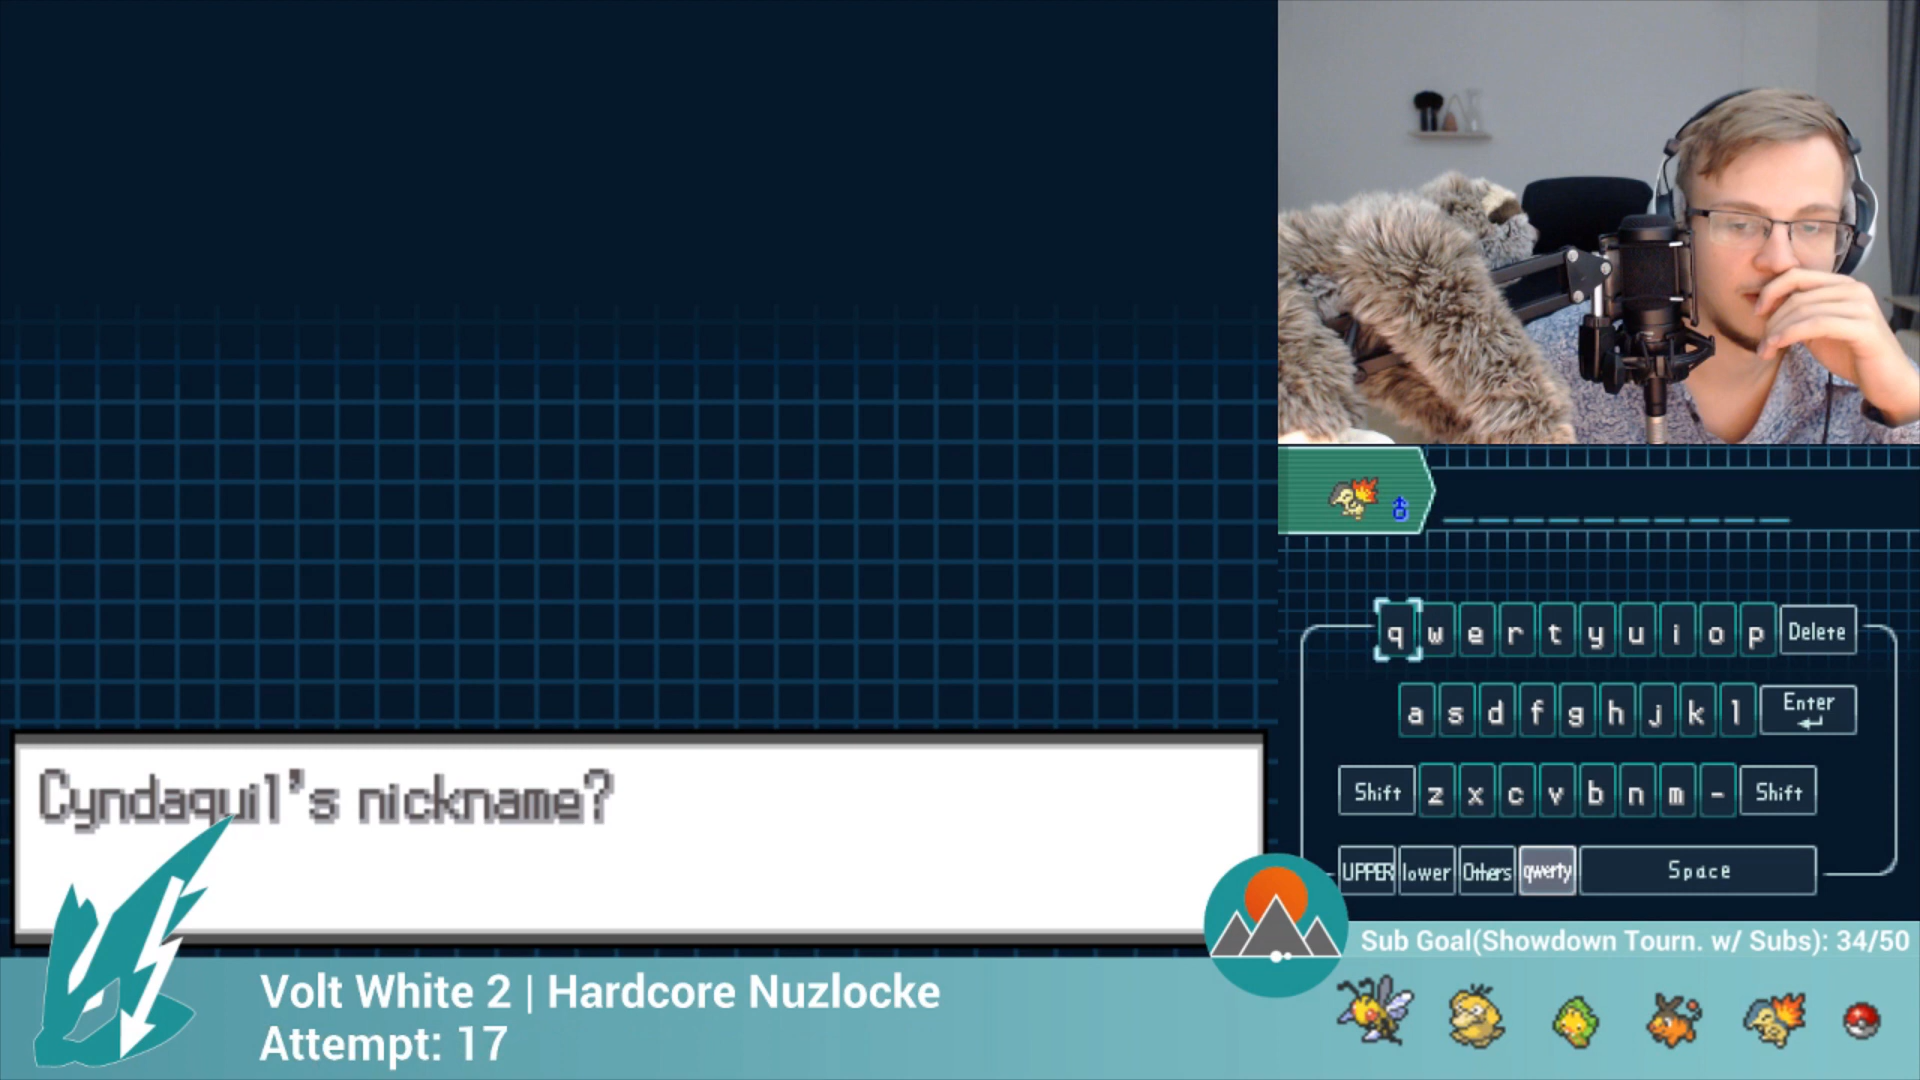 q w e r t y u i o p Delete
a s d f g h j k l Enter
Shift z x c v b n m - Shift
UPPER lower Others qwerty Space
Cyndaquil's nickname?
Sub Goal(Showdown Tourn. w/ Subs): 34/50
Volt White 2 | Hardcore Nuzlocke
Attempt: 17